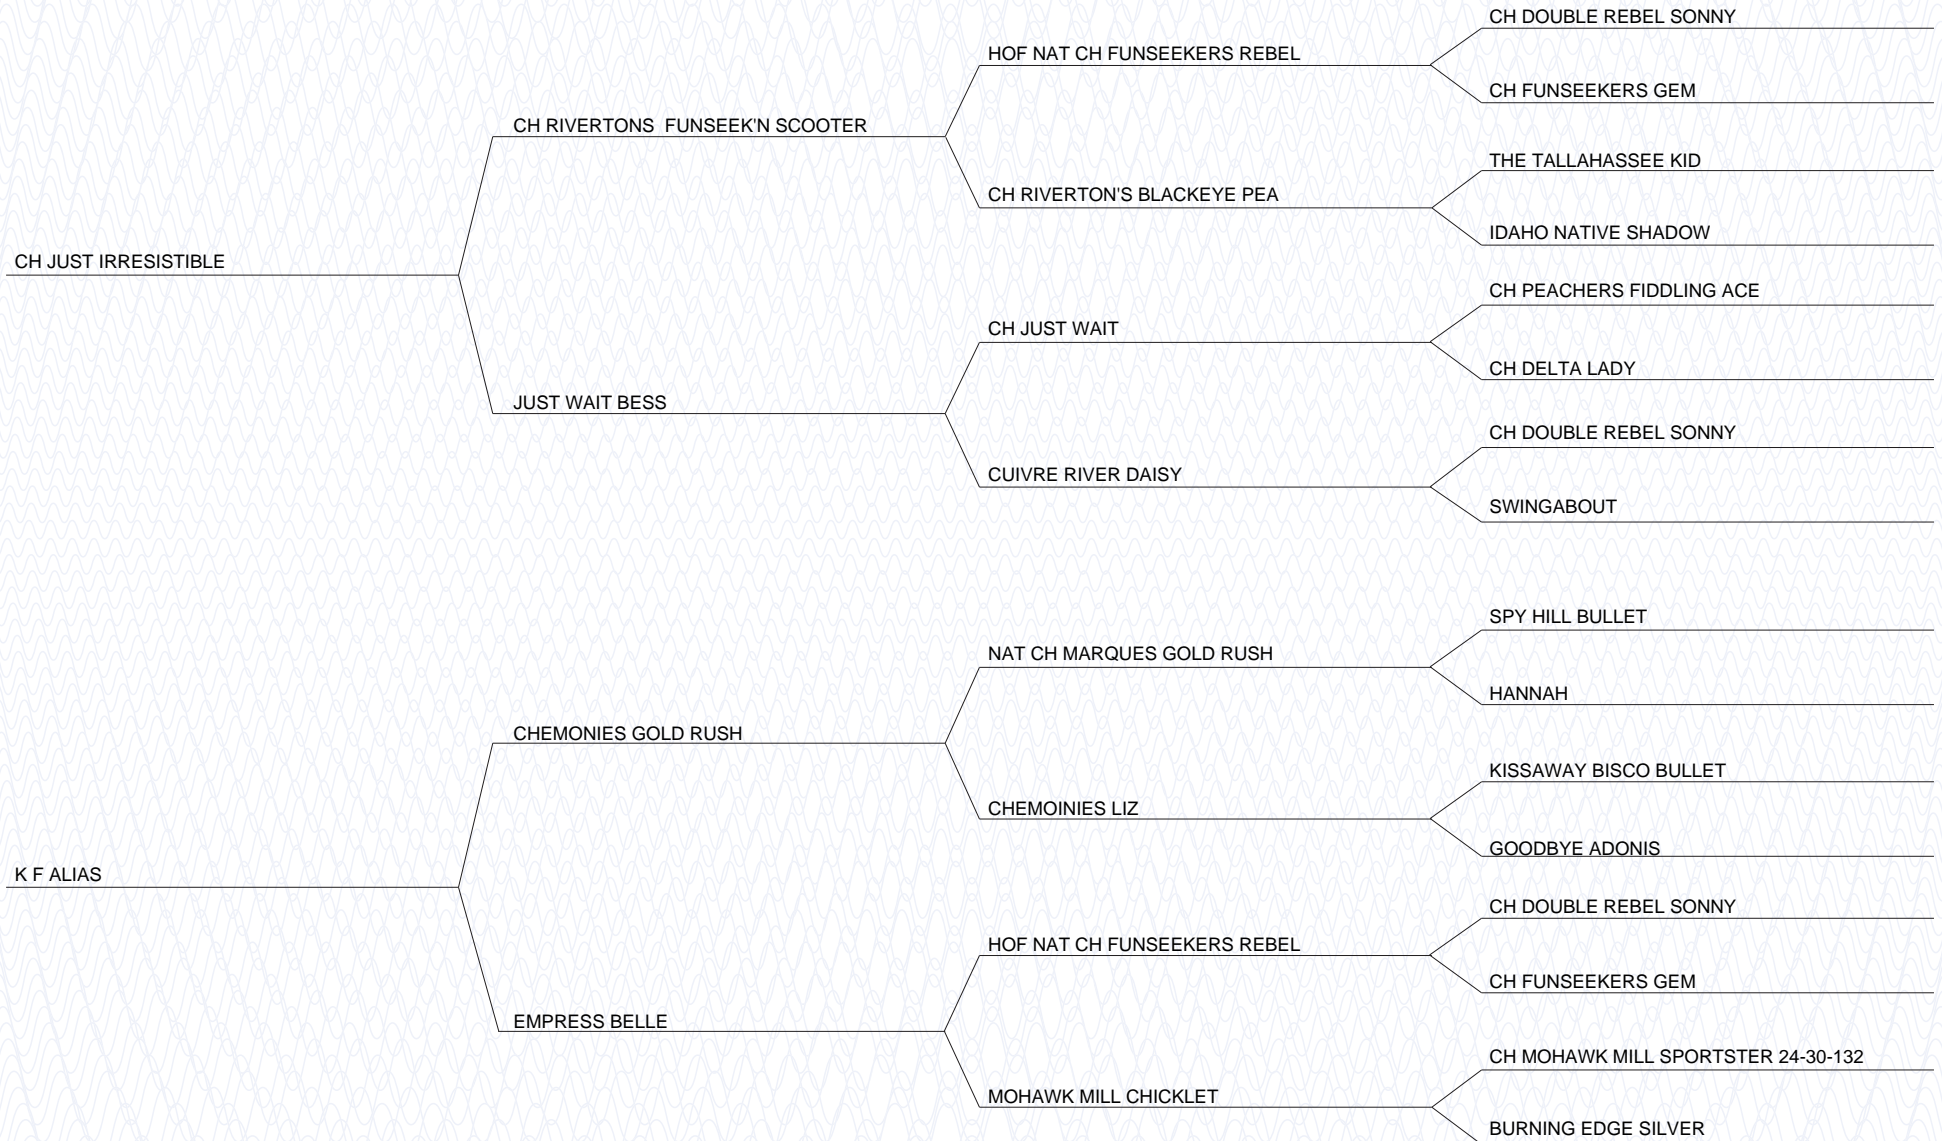 CH DOUBLE REBEL SONNY
HOF NAT CH FUNSEEKERS REBEL
CH FUNSEEKERS GEM
CH RIVERTONS  FUNSEEK'N SCOOTER
THE TALLAHASSEE KID
CH RIVERTON'S BLACKEYE PEA
IDAHO NATIVE SHADOW
CH JUST IRRESISTIBLE
CH PEACHERS FIDDLING ACE
CH JUST WAIT
CH DELTA LADY
JUST WAIT BESS
CH DOUBLE REBEL SONNY
CUIVRE RIVER DAISY
SWINGABOUT
SPY HILL BULLET
NAT CH MARQUES GOLD RUSH
HANNAH
CHEMONIES GOLD RUSH
KISSAWAY BISCO BULLET
CHEMOINIES LIZ
GOODBYE ADONIS
K F ALIAS
CH DOUBLE REBEL SONNY
HOF NAT CH FUNSEEKERS REBEL
CH FUNSEEKERS GEM
EMPRESS BELLE
CH MOHAWK MILL SPORTSTER 24-30-132
MOHAWK MILL CHICKLET
BURNING EDGE SILVER